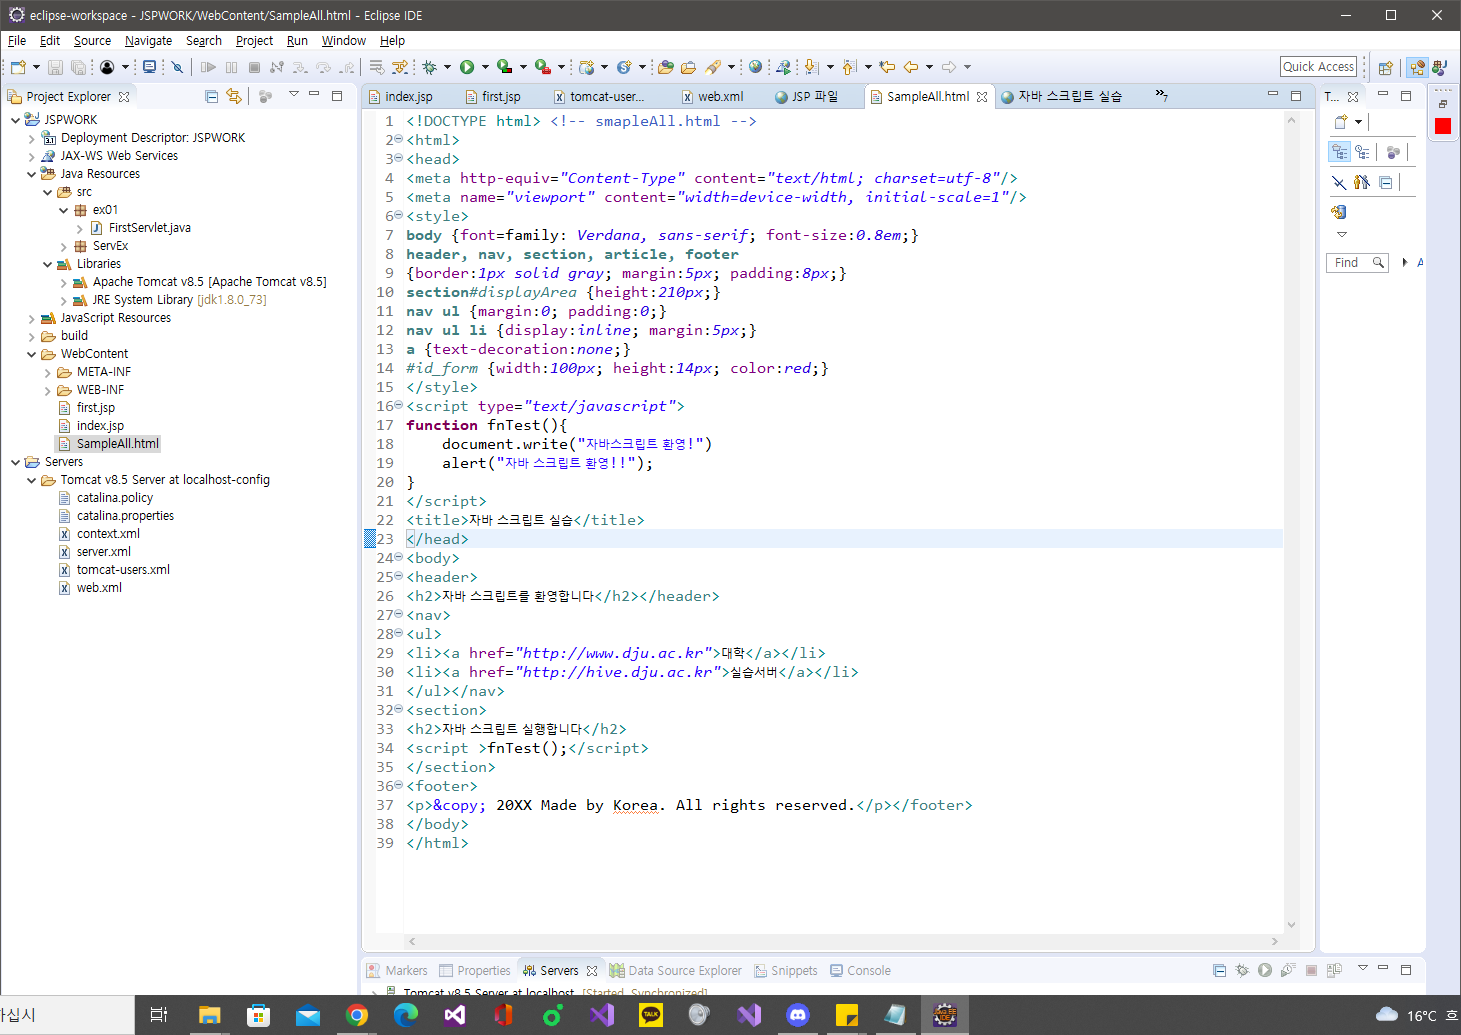 eclipse-workspace - JSPWORK/WebContent/SampleAll.html - Eclipse IDE
File Edit Source Navigate Search Project Run Window Help
Quick Access
Project Explorer
index.jsp first.jsp tomcat-user... web.xml JSP 파일 SampleAll.html 자바 스크립트 실습 »7
T...
JSPWORK
Deployment Descriptor: JSPWORK
JAX-WS Web Services
Java Resources
src
ex01
FirstServlet.java
ServEx
Libraries
Apache Tomcat v8.5 [Apache Tomcat v8.5]
JRE System Library [jdk1.8.0_73]
JavaScript Resources
build
WebContent
META-INF
WEB-INF
first.jsp
index.jsp
SampleAll.html
Servers
Tomcat v8.5 Server at localhost-config
catalina.policy
catalina.properties
context.xml
server.xml
tomcat-users.xml
web.xml
1 <!DOCTYPE html> <!-- smapleAll.html -->
2 <html>
3 <head>
4 <meta http-equiv="Content-Type" content="text/html; charset=utf-8"/>
5 <meta name="viewport" content="width=device-width, initial-scale=1"/>
6 <style>
7 body {font=family: Verdana, sans-serif; font-size:0.8em;}
8 header, nav, section, article, footer
9 {border:1px solid gray; margin:5px; padding:8px;}
10 section#displayArea {height:210px;}
11 nav ul {margin:0; padding:0;}
12 nav ul li {display:inline; margin:5px;}
13 a {text-decoration:none;}
14 #id_form {width:100px; height:14px; color:red;}
15 </style>
16 <script type="text/javascript">
17 function fnTest(){
18 document.write("자바스크립트 환영!")
19 alert("자바 스크립트 환영!!");
20 }
21 </script>
22 <title>자바 스크립트 실습</title>
23 </head>
24 <body>
25 <header>
26 <h2>자바 스크립트를 환영합니다</h2></header>
27 <nav>
28 <ul>
29 <li><a href="http://www.dju.ac.kr">대학</a></li>
30 <li><a href="http://hive.dju.ac.kr">실습서버</a></li>
31 </ul></nav>
32 <section>
33 <h2>자바 스크립트 실행합니다</h2>
34 <script >fnTest();</script>
35 </section>
36 <footer>
37 <p>&copy; 20XX Made by Korea. All rights reserved.</p></footer>
38 </body>
39 </html>
Find
A
Markers Properties Servers Data Source Explorer Snippets Console
Tomcat v8.5 Server at localhost [Started, Synchronized]
TALK
16°C